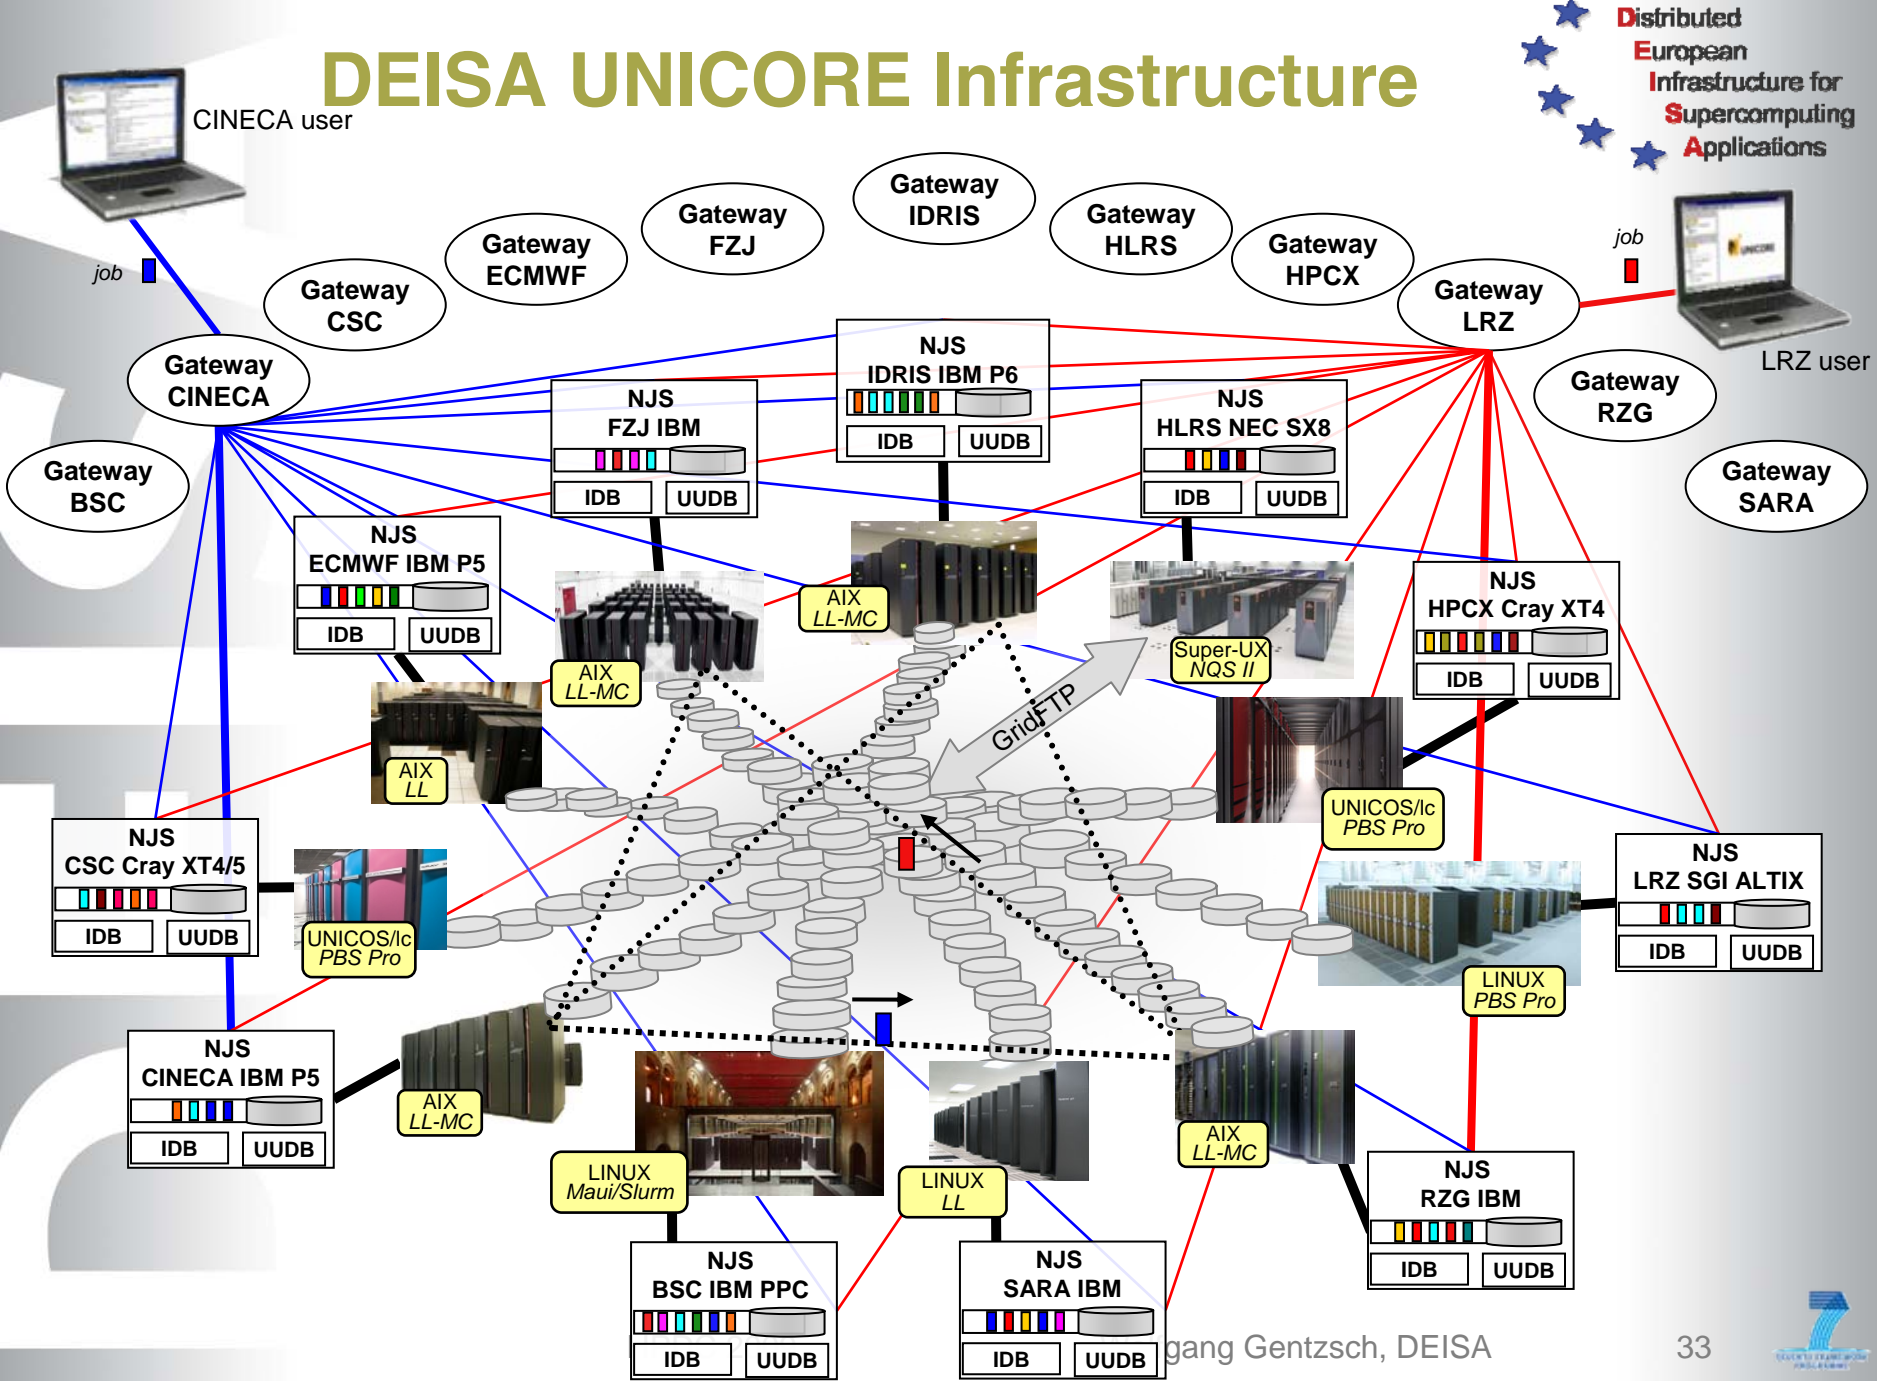 DEISA UNICORE Infrastructure
Distributed
European
Infrastructure for
Supercomputing
Applications
CINECA user
job
Gateway
CINECA
Gateway
BSC
Gateway
CSC
Gateway
ECMWF
Gateway
FZJ
Gateway
IDRIS
Gateway
HLRS
Gateway
HPCX
Gateway
LRZ
job
UNICORE
LRZ user
Gateway
RZG
Gateway
SARA
NJS
IDRIS IBM P6
IDB
UUDB
NJS
FZJ IBM
IDB
UUDB
NJS
HLRS NEC SX8
IDB
UUDB
NJS
ECMWF IBM P5
IDB
UUDB
NJS
HPCX Cray XT4
IDB
UUDB
AIX
LL-MC
AIX
LL-MC
Super-UX
NQS II
GridFTP
AIX
LL
UNICOS/lc
PBS Pro
NJS
CSC Cray XT4/5
IDB
UUDB
UNICOS/lc
PBS Pro
NJS
LRZ SGI ALTIX
IDB
UUDB
LINUX
PBS Pro
NJS
CINECA IBM P5
IDB
UUDB
AIX
LL-MC
LINUX
Maui/Slurm
LINUX
LL
AIX
LL-MC
NJS
RZG IBM
IDB
UUDB
NJS
BSC IBM PPC
IDB
UUDB
NJS
SARA IBM
IDB
UUDB
gang Gentzsch, DEISA
33
SEVENTH FRAMEWORK
PROGRAMME